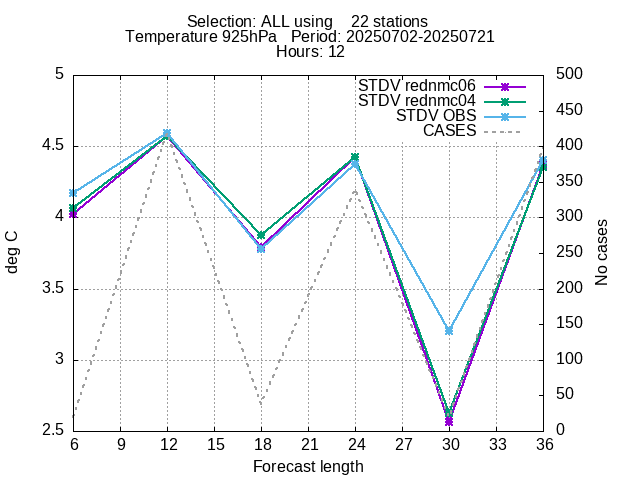 Selection: ALL using    22 stations
Temperature 925hPa   Period: 20250702-20250721
Hours: 12
STDV rednmc06
STDV rednmc04
STDV OBS
CASES
5
4.5
4
3.5
3
2.5
deg C
500
450
400
350
300
250
200
150
100
50
0
No cases
6 9 12 15 18 21 24 27 30 33 36
Forecast length